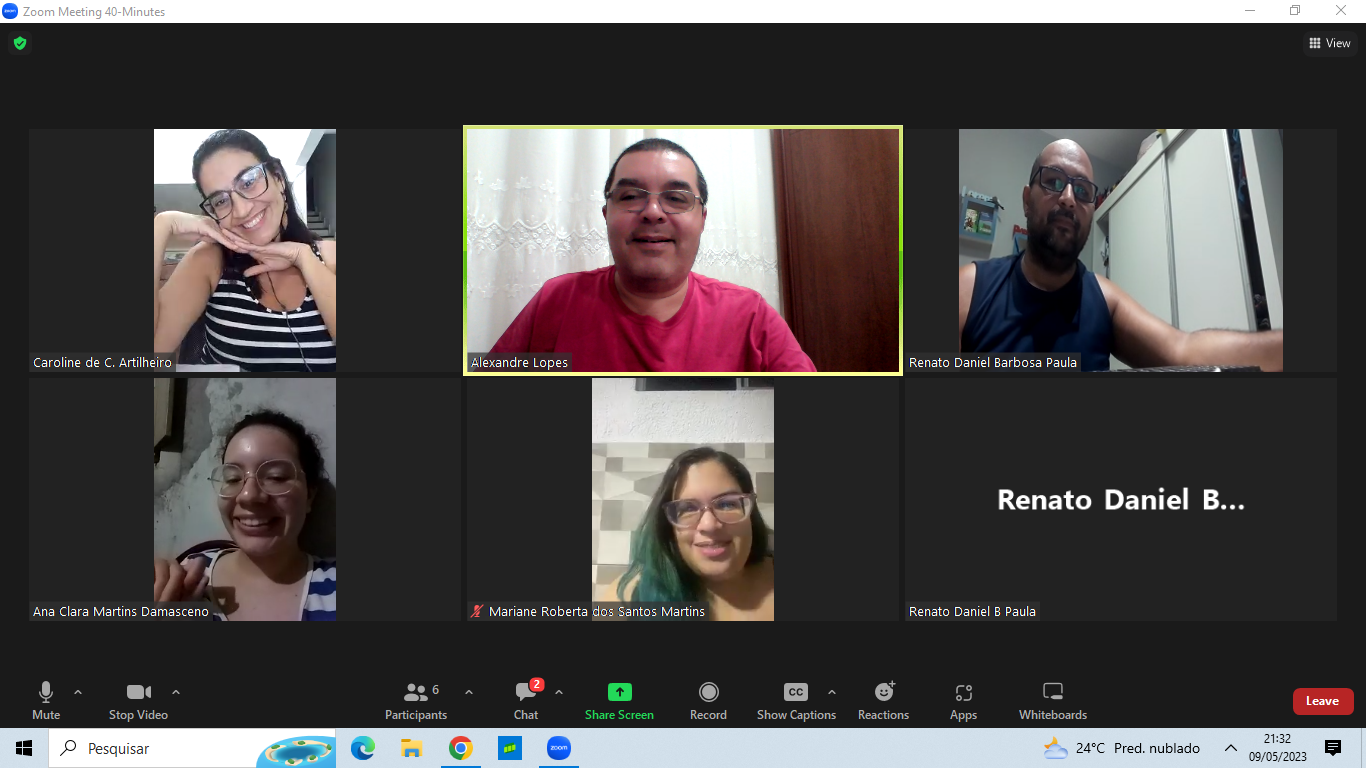 Zoom Meeting 40-Minutes
View
Caroline de C. Artilheiro
Alexandre Lopes
Renato Daniel Barbosa Paula
Ana Clara Martins Damasceno
Mariane Roberta dos Santos Martins
Renato Daniel B...
Renato Daniel B Paula
Mute
Stop Video
6
Participants
2
Chat
Share Screen
Record
CC
Show Captions
Reactions
Apps
Whiteboards
Leave
Pesquisar
zoom
24°C Pred. nublado
21:32
09/05/2023